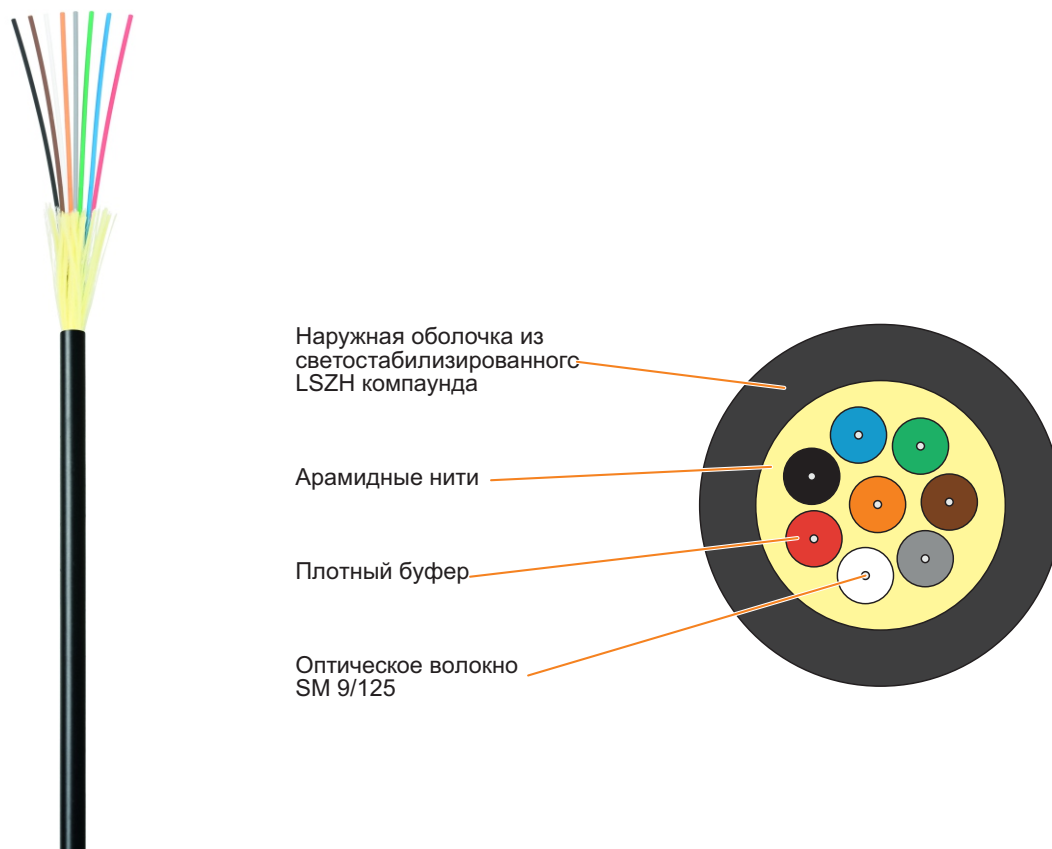 Наружная оболочка из
светостабилизированного
LSZH компаунда
Арамидные нити
Плотный буфер
Оптическое волокно
SM 9/125